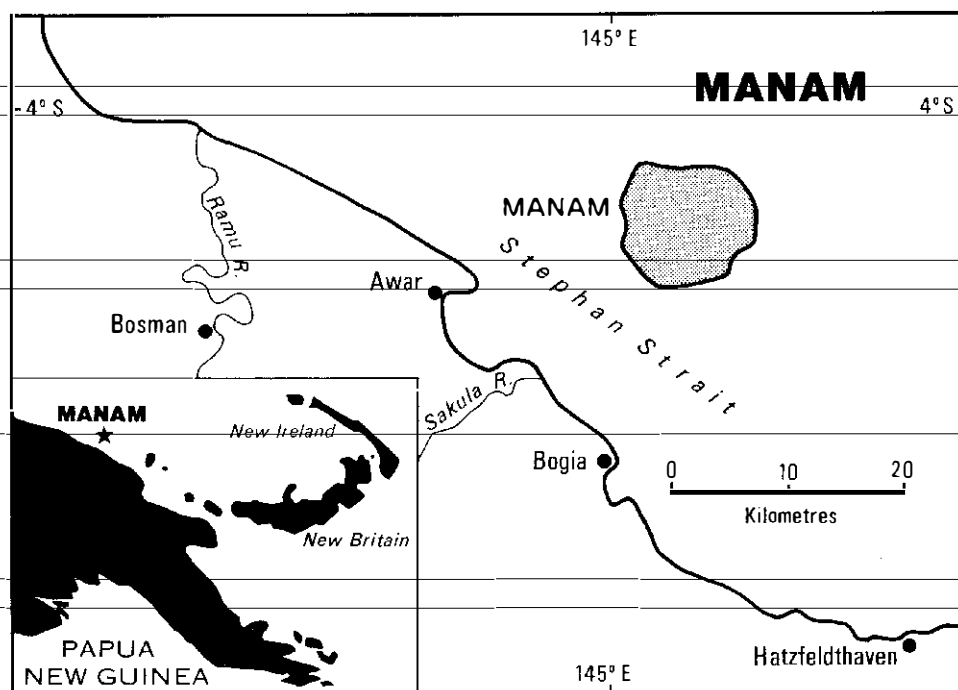 145° E
MANAM
4° S
4° S
MANAM
Ramu R.
Stephan Strait
Awar
Bosman
Sakula R.
MANAM
New Ireland
Bogia
0 10 20
Kilometres
New Britain
PAPUA
NEW GUINEA
145° E
Hatzfeldthaven